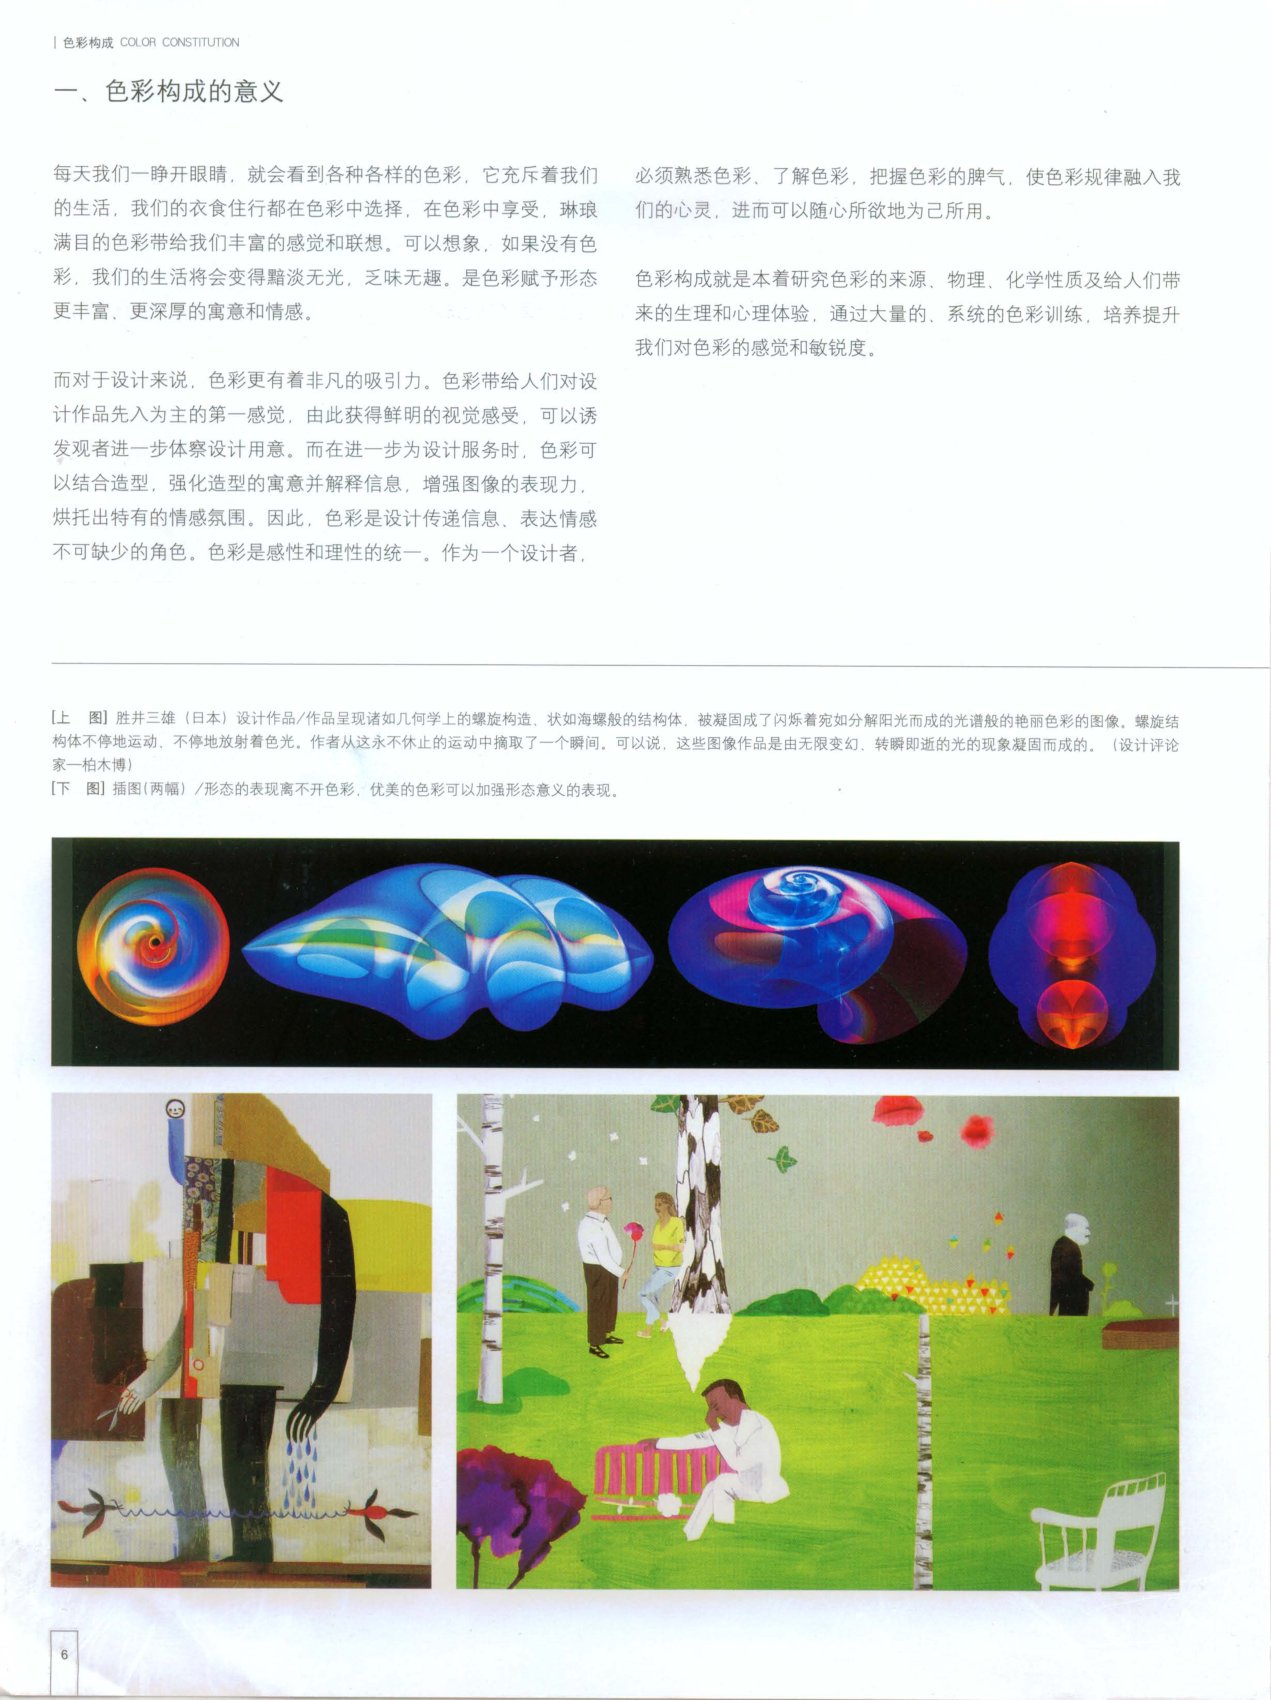 色彩构成 COLOR CONSTITUTION
一、色彩构成的意义
每天我们一睁开眼睛，就会看到各种各样的色彩，它充斥着我们
的生活，我们的衣食住行都在色彩中选择，在色彩中享受，琳琅
满目的色彩带给我们丰富的感觉和联想。可以想象，如果没有色
彩，我们的生活将会变得黯淡无光，乏味无趣。是色彩赋予形态
更丰富、更深厚的寓意和情感。
而对于设计来说，色彩更有着非凡的吸引力。色彩带给人们对设
计作品先入为主的第一感觉，由此获得鲜明的视觉感受，可以诱
发观者进一步体察设计用意。而在进一步为设计服务时，色彩可
以结合造型，强化造型的寓意并解释信息，增强图像的表现力，
烘托出特有的情感氛围。因此，色彩是设计传递信息、表达情感
不可缺少的角色。色彩是感性和理性的统一。作为一个设计者，
必须熟悉色彩、了解色彩，把握色彩的脾气，使色彩规律融入我
们的心灵，进而可以随心所欲地为己所用。
色彩构成就是本着研究色彩的来源、物理、化学性质及给人们带
来的生理和心理体验，通过大量的、系统的色彩训练，培养提升
我们对色彩的感觉和敏锐度。
[上 图] 胜井三雄（日本）设计作品/作品呈现诸如几何学上的螺旋构造、状如海螺般的结构体，被凝固成了闪烁着宛如分解阳光而成的光谱般的艳丽色彩的图像。螺旋结
构体不停地运动、不停地放射着色光。作者从这永不休止的运动中摘取了一个瞬间。可以说，这些图像作品是由无限变幻、转瞬即逝的光的现象凝固而成的。（设计评论
家—柏木博）
[下 图] 插图(两幅）/形态的表现离不开色彩，优美的色彩可以加强形态意义的表现。
6